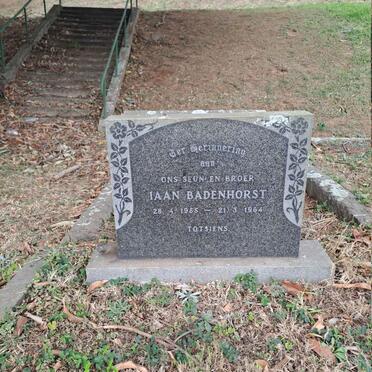 Ter Herinnering
aan
ONS SEUN EN BROER
IAAN BADENHORST
28. 4. 1955 — 21. 3. 1964
TOTSIENS